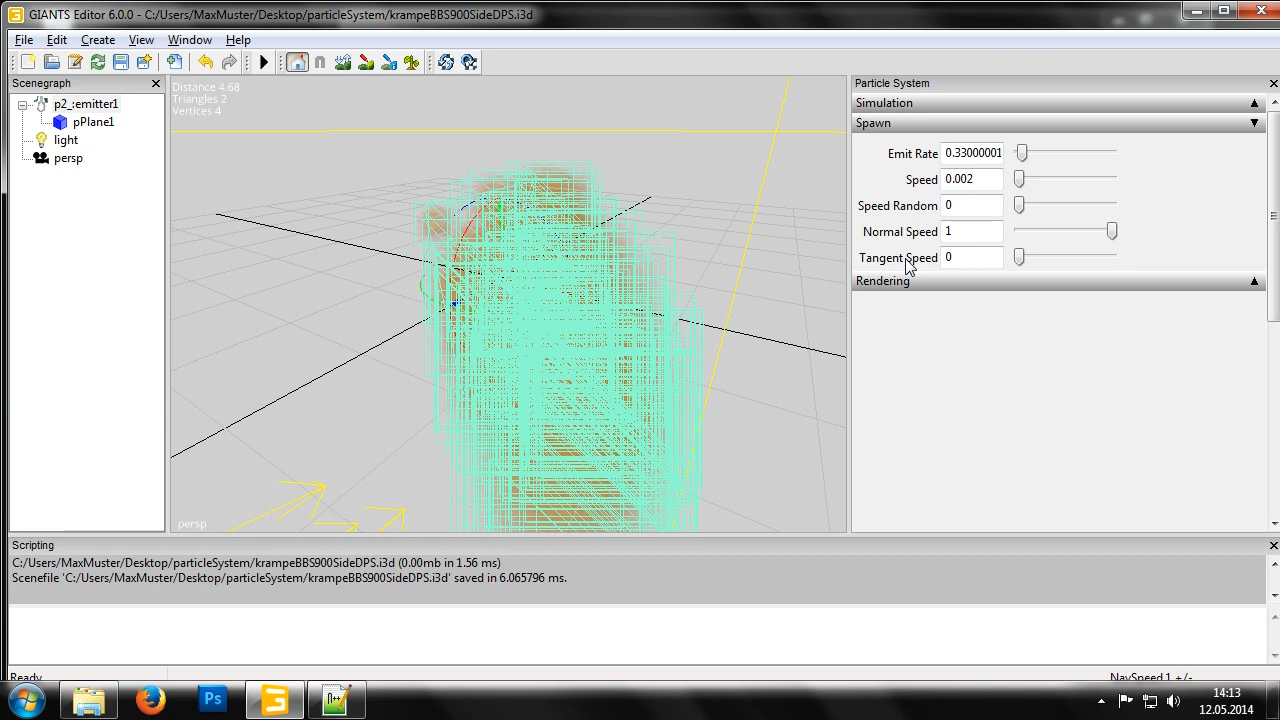 GIANTS Editor 6.0.0 - C:/Users/MaxMuster/Desktop/particleSystem/krampeBBS900SideDPS.i3d
File Edit Create View Window Help
Scenegraph
p2_:emitter1
pPlane1
light
persp
Distance 4.68
Triangles 2
Vertices 4
persp
Particle System
Simulation
Spawn
Emit Rate 0.33000001
Speed 0.002
Speed Random 0
Normal Speed 1
Tangent Speed 0
Rendering
Scripting
C:/Users/MaxMuster/Desktop/particleSystem/krampeBBS900SideDPS.i3d (0.00mb in 1.56 ms)
Scenefile 'C:/Users/MaxMuster/Desktop/particleSystem/krampeBBS900SideDPS.i3d' saved in 6.065796 ms.
Ready
NavSpeed 1 +/-
Ps
14:13
12.05.2014